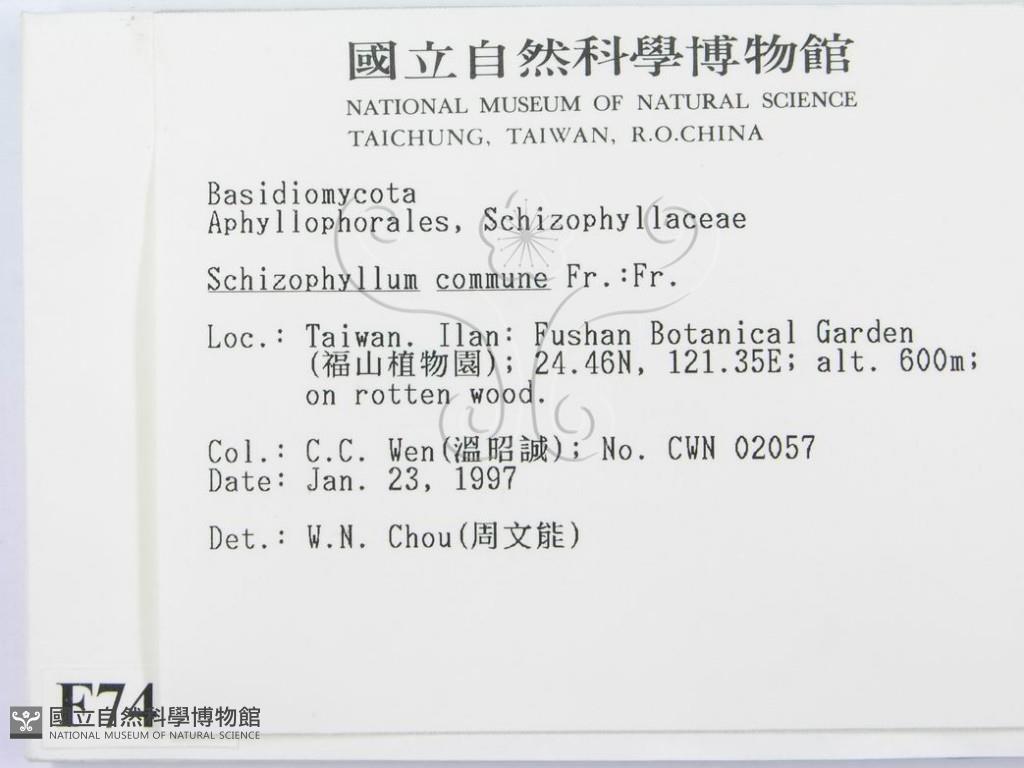 國立自然科學博物館
NATIONAL MUSEUM OF NATURAL SCIENCE
TAICHUNG, TAIWAN, R.O.CHINA
Basidiomycota
Aphyllophorales, Schizophyllaceae
Schizophyllum commune Fr.:Fr.
Loc.: Taiwan. Ilan: Fushan Botanical Garden
(福山植物園); 24.46N, 121.35E; alt. 600m;
on rotten wood.
Col.: C.C. Wen(溫昭誠); No. CWN 02057
Date: Jan. 23, 1997
Det.: W.N. Chou(周文能)
F74
國立自然科學博物館
NATIONAL MUSEUM OF NATURAL SCIENCE